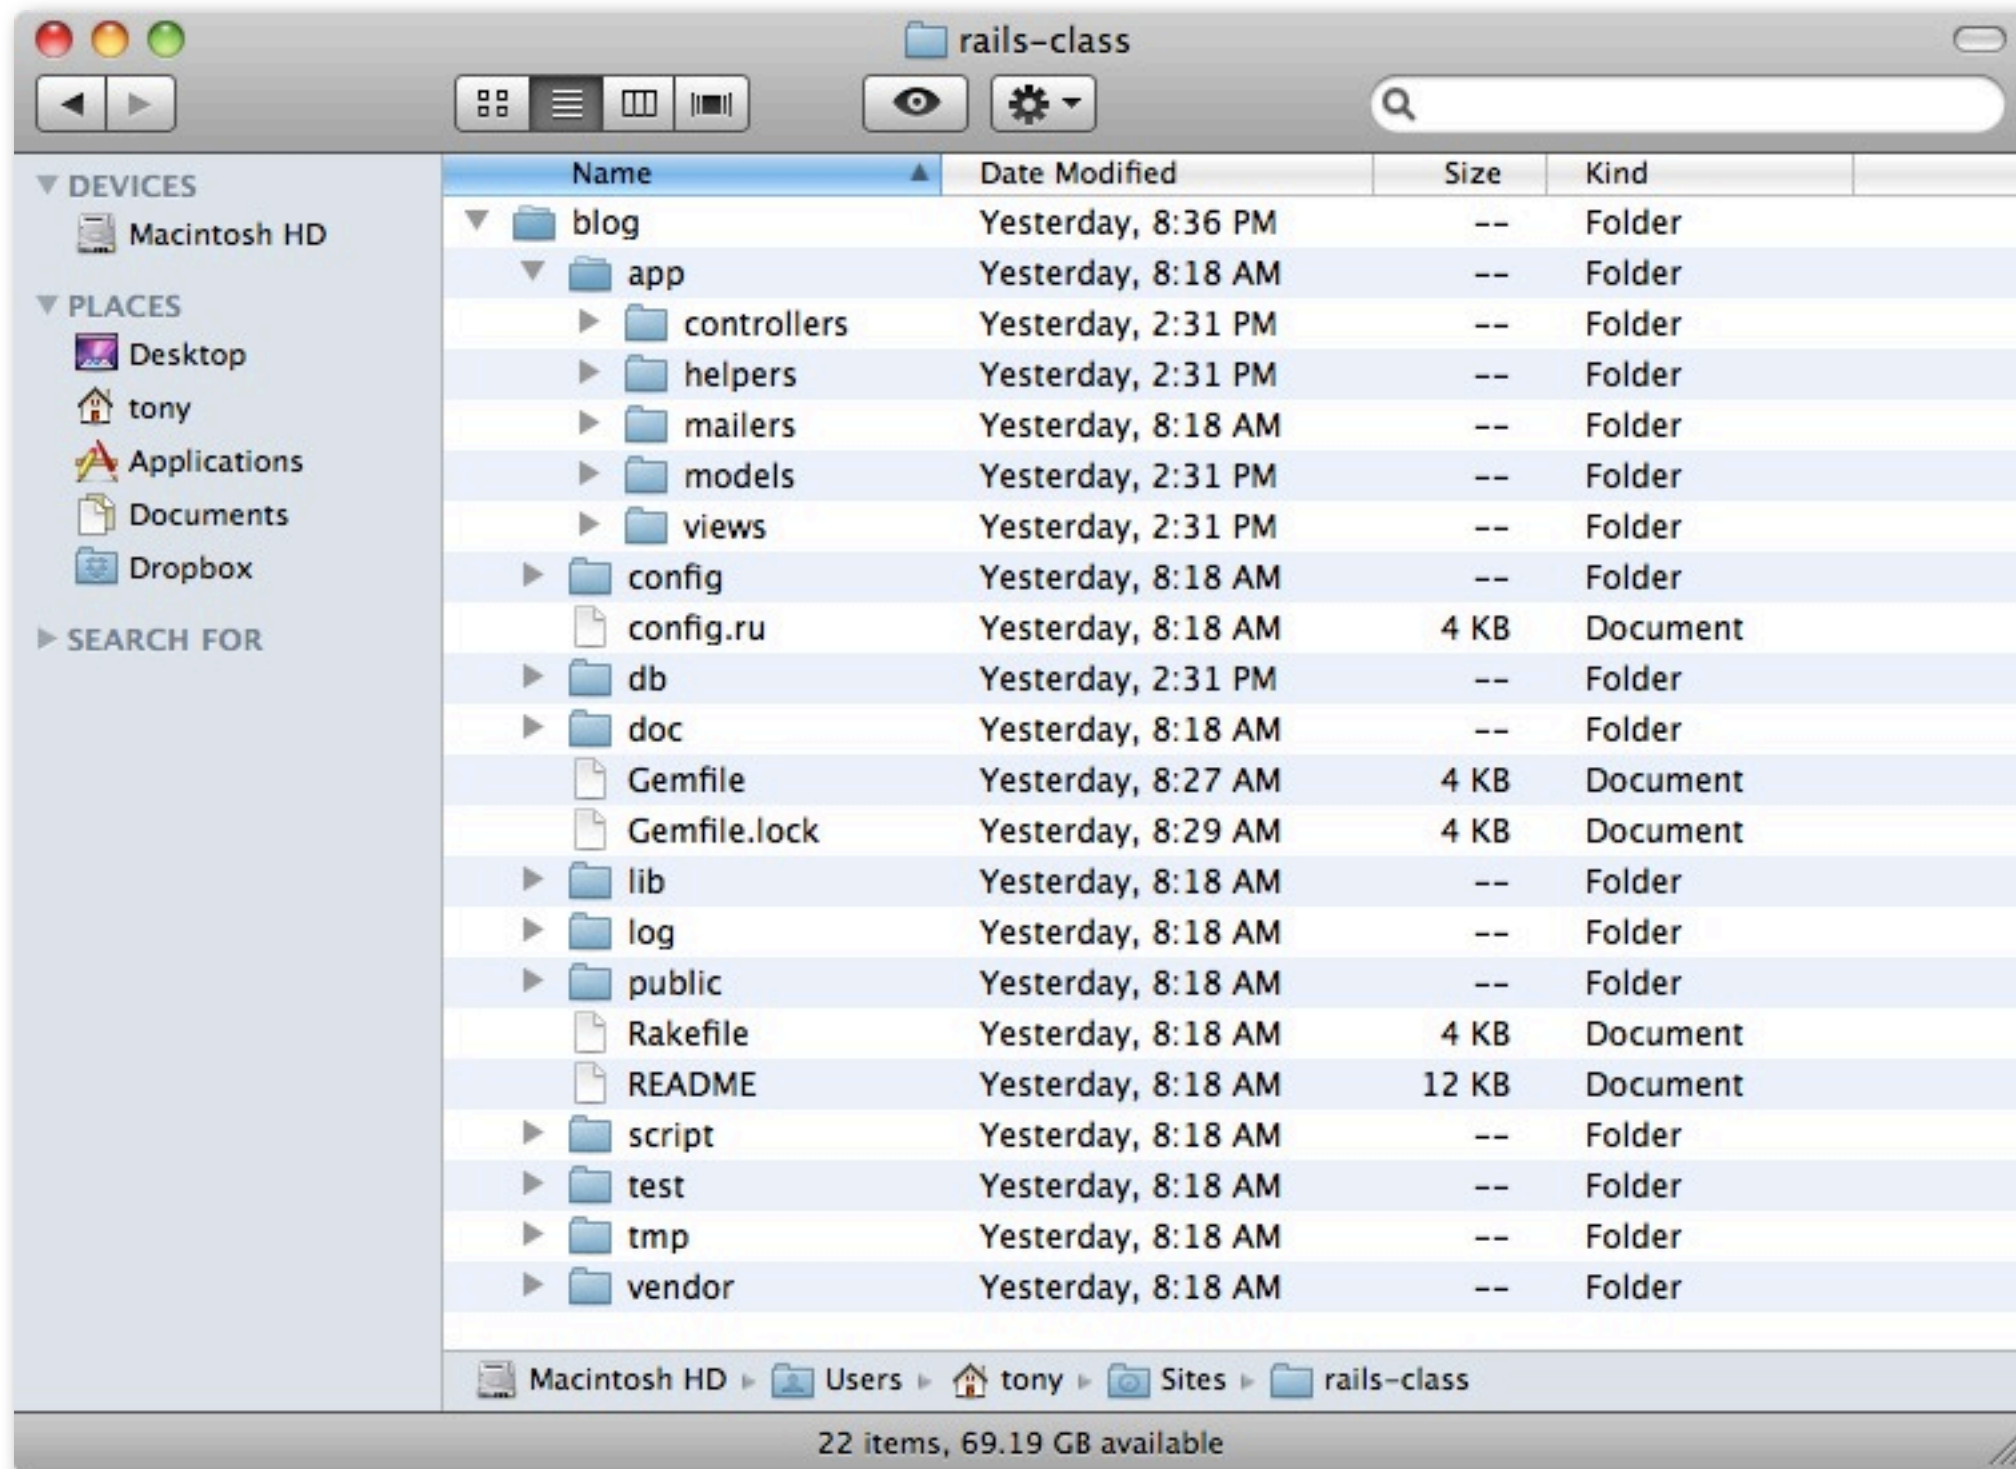 rails-class
DEVICES
Macintosh HD
PLACES
Desktop
tony
Applications
Documents
Dropbox
SEARCH FOR
Name Date Modified Size Kind
blog Yesterday, 8:36 PM -- Folder
app Yesterday, 8:18 AM -- Folder
controllers Yesterday, 2:31 PM -- Folder
helpers Yesterday, 2:31 PM -- Folder
mailers Yesterday, 8:18 AM -- Folder
models Yesterday, 2:31 PM -- Folder
views Yesterday, 2:31 PM -- Folder
config Yesterday, 8:18 AM -- Folder
config.ru Yesterday, 8:18 AM 4 KB Document
db Yesterday, 2:31 PM -- Folder
doc Yesterday, 8:18 AM -- Folder
Gemfile Yesterday, 8:27 AM 4 KB Document
Gemfile.lock Yesterday, 8:29 AM 4 KB Document
lib Yesterday, 8:18 AM -- Folder
log Yesterday, 8:18 AM -- Folder
public Yesterday, 8:18 AM -- Folder
Rakefile Yesterday, 8:18 AM 4 KB Document
README Yesterday, 8:18 AM 12 KB Document
script Yesterday, 8:18 AM -- Folder
test Yesterday, 8:18 AM -- Folder
tmp Yesterday, 8:18 AM -- Folder
vendor Yesterday, 8:18 AM -- Folder
Macintosh HD Users tony Sites rails-class
22 items, 69.19 GB available